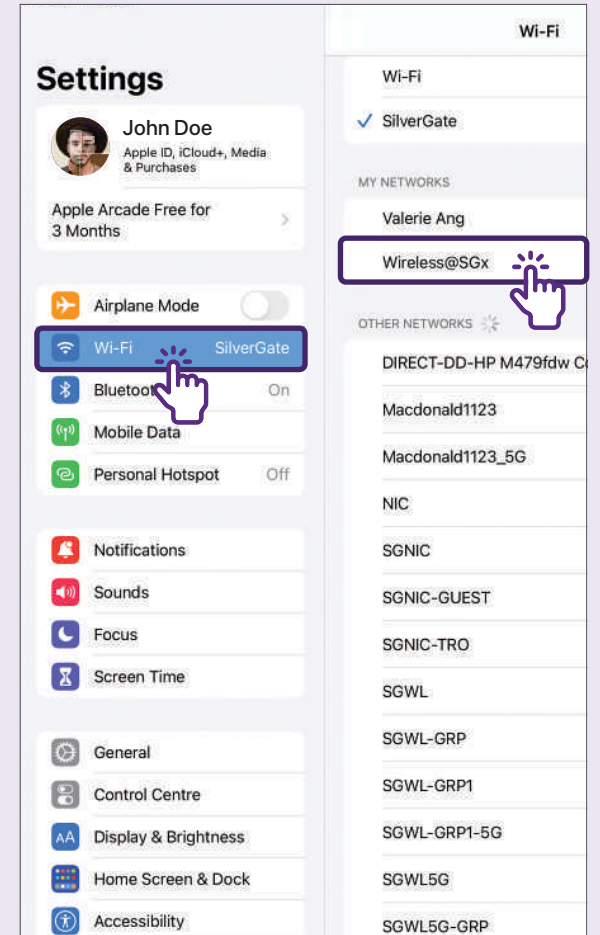 Settings
John Doe
Apple ID, iCloud+, Media
& Purchases
Apple Arcade Free for
3 Months
Airplane Mode
Wi-Fi SilverGate
Bluetoot On
Mobile Data
Personal Hotspot Off
Notifications
Sounds
Focus
Screen Time
General
Control Centre
AA Display & Brightness
Home Screen & Dock
Accessibility
Wi-Fi
Wi-Fi
SilverGate
MY NETWORKS
Valerie Ang
Wireless@SGx
OTHER NETWORKS
DIRECT-DD-HP M479fdw C
Macdonald1123
Macdonald1123_5G
NIC
SGNIC
SGNIC-GUEST
SGNIC-TRO
SGWL
SGWL-GRP
SGWL-GRP1
SGWL-GRP1-5G
SGWL5G
SGWL5G-GRP